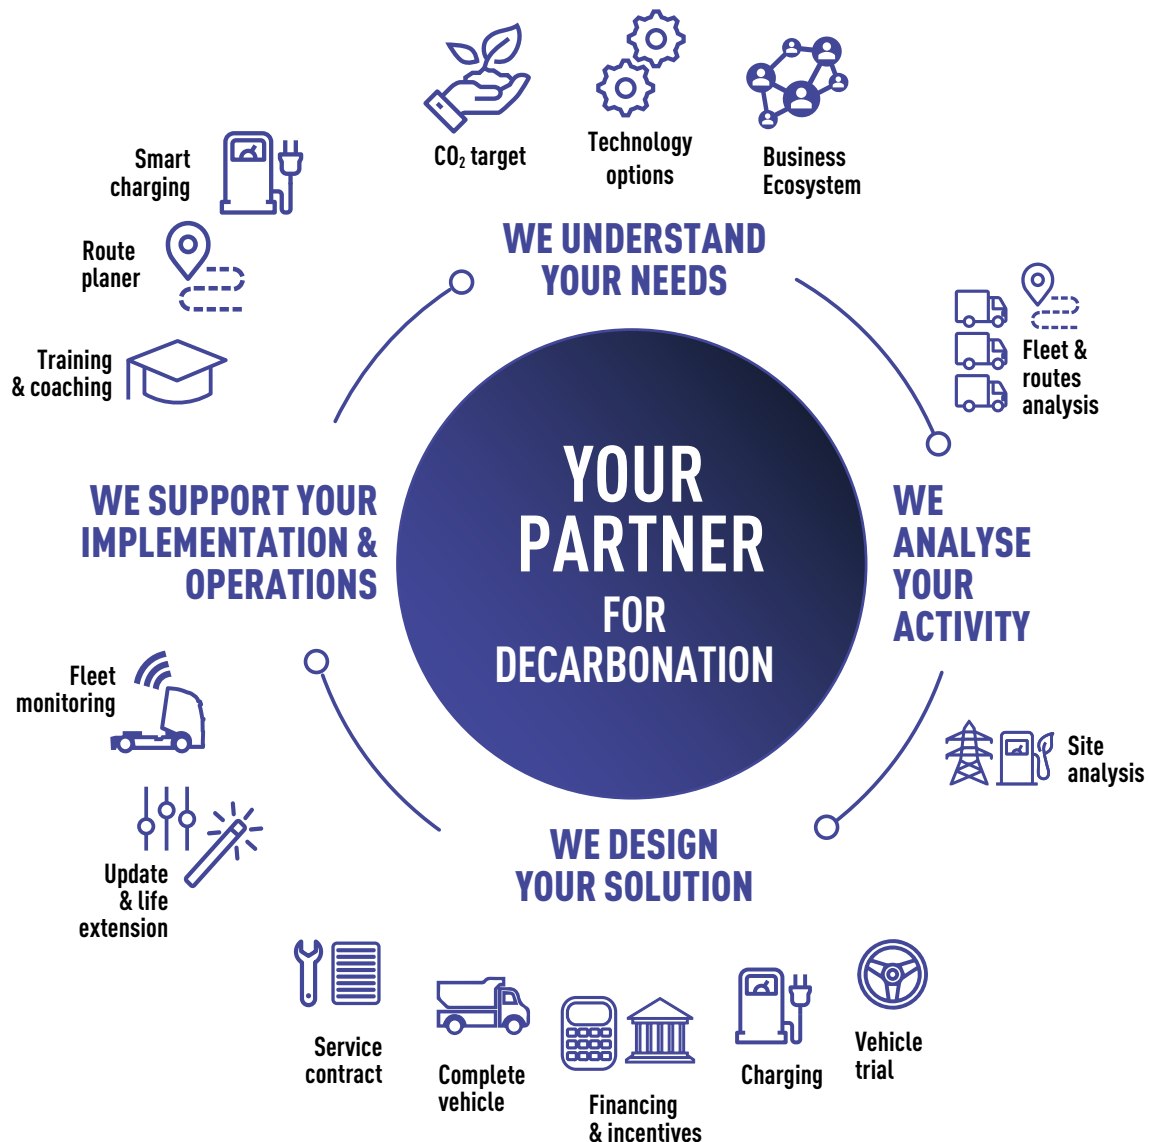 CO₂ target
Technology
options
Business
Ecosystem
WE UNDERSTAND
YOUR NEEDS
Fleet &
routes
analysis
WE
ANALYSE
YOUR
ACTIVITY
Site
analysis
WE DESIGN
YOUR SOLUTION
Vehicle
trial
Charging
Financing
& incentives
Complete
vehicle
Service
contract
WE SUPPORT YOUR
IMPLEMENTATION &
OPERATIONS
Update
& life
extension
Fleet
monitoring
Training
& coaching
Route
planer
Smart
charging
YOUR
PARTNER
FOR
DECARBONATION